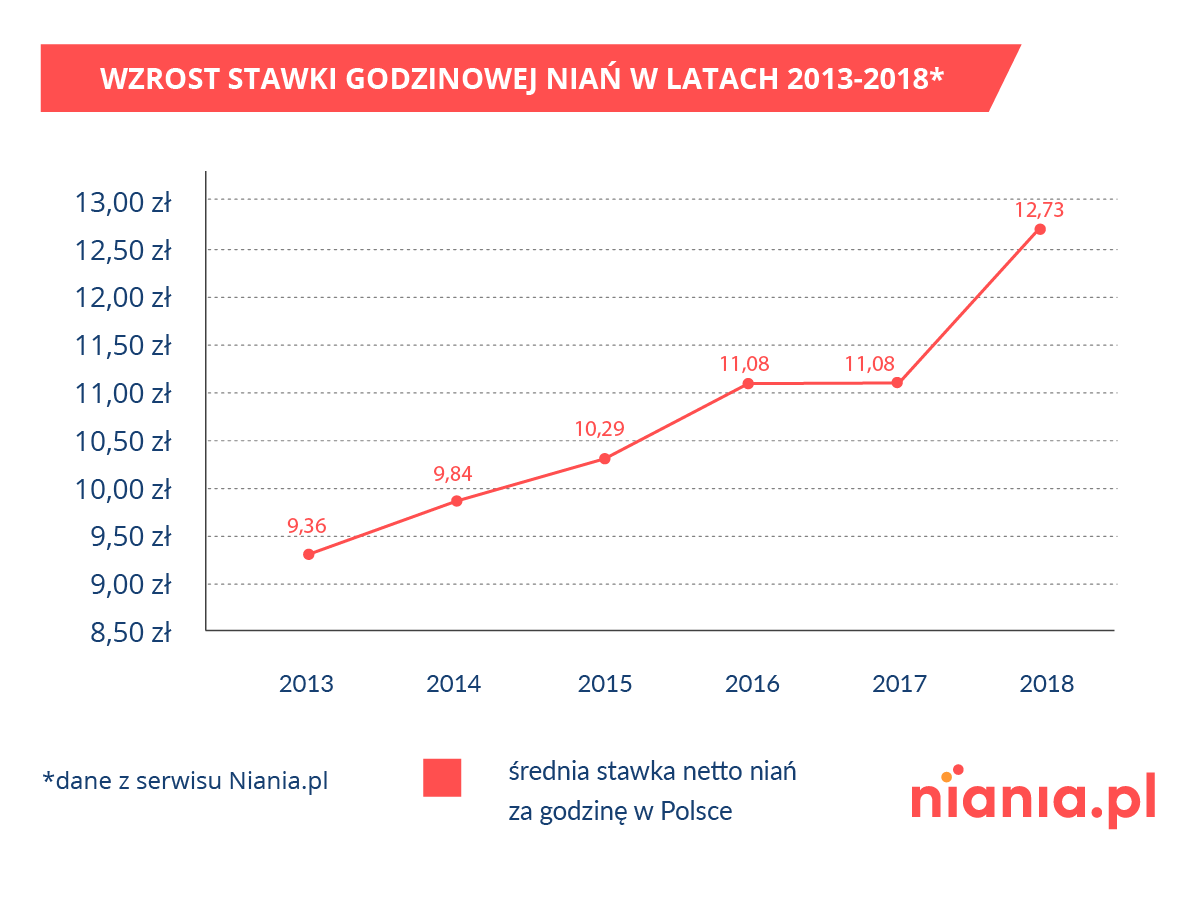 WZROST STAWKI GODZINOWEJ NIAŃ W LATACH 2013-2018*
13,00 zł
12,50 zł
12,00 zł
11,50 zł
11,00 zł
10,50 zł
10,00 zł
9,50 zł
9,00 zł
8,50 zł
9,36
9,84
10,29
11,08
11,08
12,73
2013
2014
2015
2016
2017
2018
*dane z serwisu Niania.pl
średnia stawka netto niań
za godzinę w Polsce
niania.pl